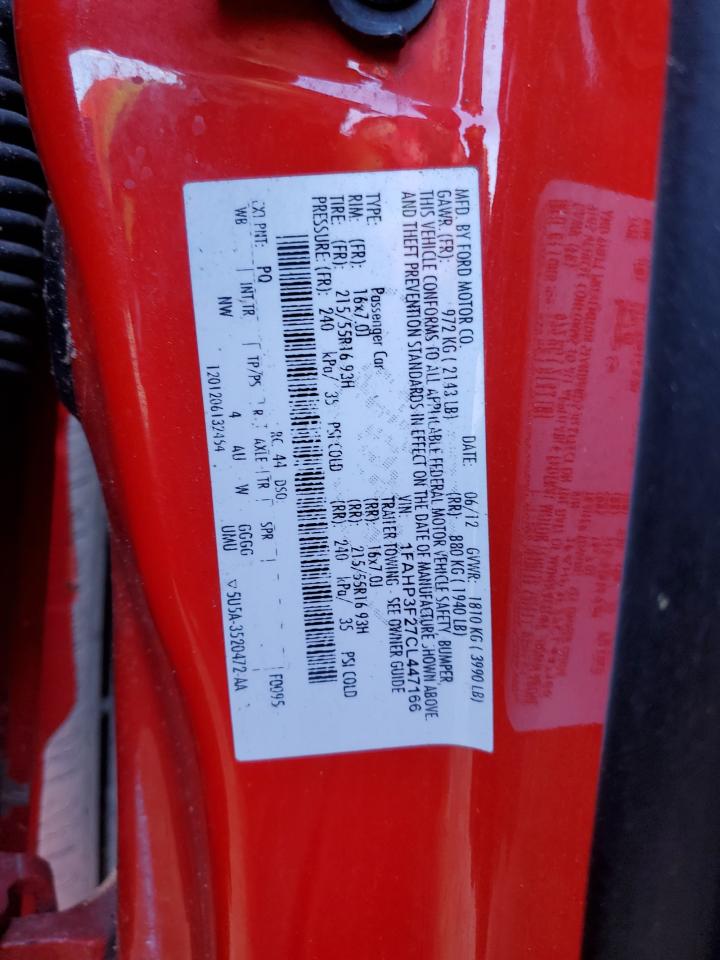 MFD. BY FORD MOTOR CO. DATE: 06/12 GVWR: 1810 KG ( 3990 LB)
GAWR (FR): 972 KG ( 2143 LB) (RR): 880 KG ( 1940 LB)
THIS VEHICLE CONFORMS TO ALL APPLICABLE FEDERAL MOTOR VEHICLE SAFETY, BUMPER
AND THEFT PREVENTION STANDARDS IN EFFECT ON THE DATE OF MANUFACTURE SHOWN ABOVE.
VIN: 1FAHP3F27CL447166
TYPE: Passenger Car TRAILER TOWING - SEE OWNER GUIDE
RIM: (FR): 16x7.0J (RR): 16x7.0J
TIRE: (FR): 215/55R16 93H (RR): 215/55R16 93H
PRESSURE: (FR): 240 kPa/ 35 PSI COLD (RR): 240 kPa/ 35 PSI COLD
RC: 44 DSO: F0095
EXT PNT: PQ
WB INT TR TP/PS R AXLE TR SPR
NW 4 AU W GGGG UMU
1201206132454 ▽5U5A-3520472-AA